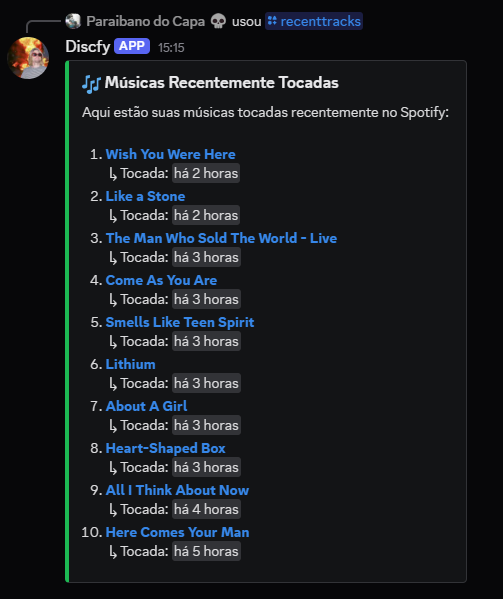 Paraibano do Capa 💀 usou recenttracks
Discfy APP 15:15
🎶 Músicas Recentemente Tocadas
Aqui estão suas músicas tocadas recentemente no Spotify:
1. Wish You Were Here
↳ Tocada: há 2 horas
2. Like a Stone
↳ Tocada: há 2 horas
3. The Man Who Sold The World - Live
↳ Tocada: há 3 horas
4. Come As You Are
↳ Tocada: há 3 horas
5. Smells Like Teen Spirit
↳ Tocada: há 3 horas
6. Lithium
↳ Tocada: há 3 horas
7. About A Girl
↳ Tocada: há 3 horas
8. Heart-Shaped Box
↳ Tocada: há 3 horas
9. All I Think About Now
↳ Tocada: há 4 horas
10. Here Comes Your Man
↳ Tocada: há 5 horas